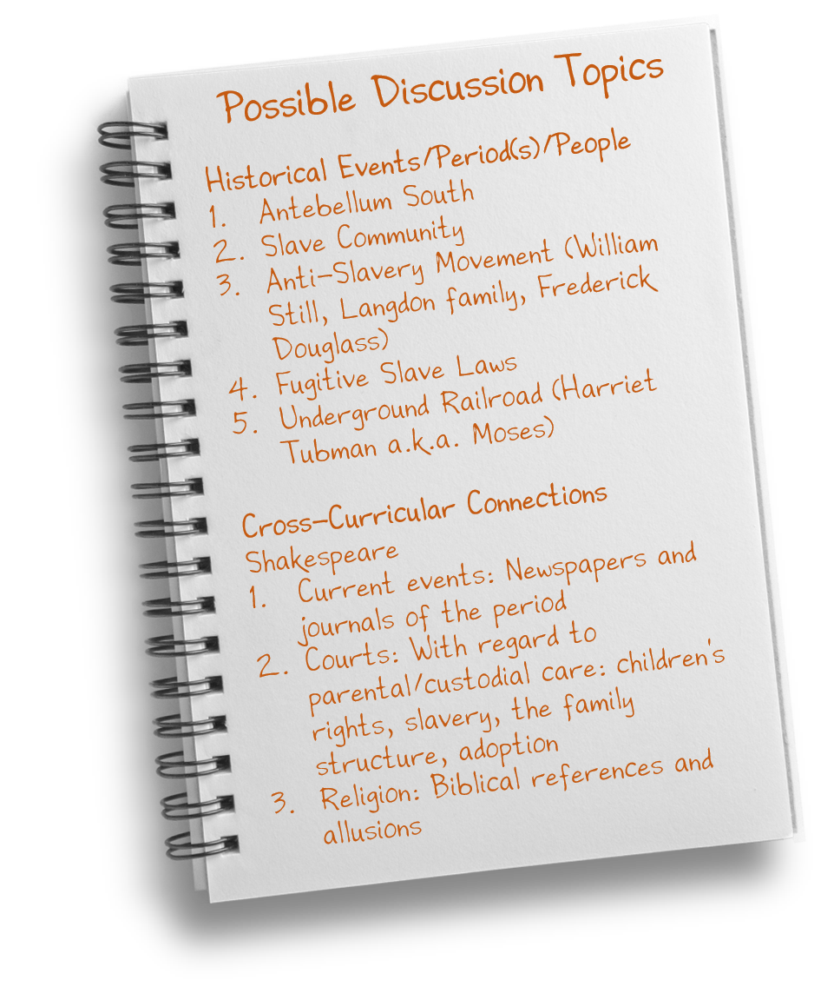 Possible Discussion Topics
Historical Events/Period(s)/People
1. Antebellum South
2. Slave Community
3. Anti-Slavery Movement (William
Still, Langdon family, Frederick
Douglass)
4. Fugitive Slave Laws
5. Underground Railroad (Harriet
Tubman a.k.a. Moses)
Cross-Curricular Connections
Shakespeare
1. Current events: Newspapers and
journals of the period
2. Courts: With regard to
parental/custodial care: children's
rights, slavery, the family
structure, adoption
3. Religion: Biblical references and
allusions